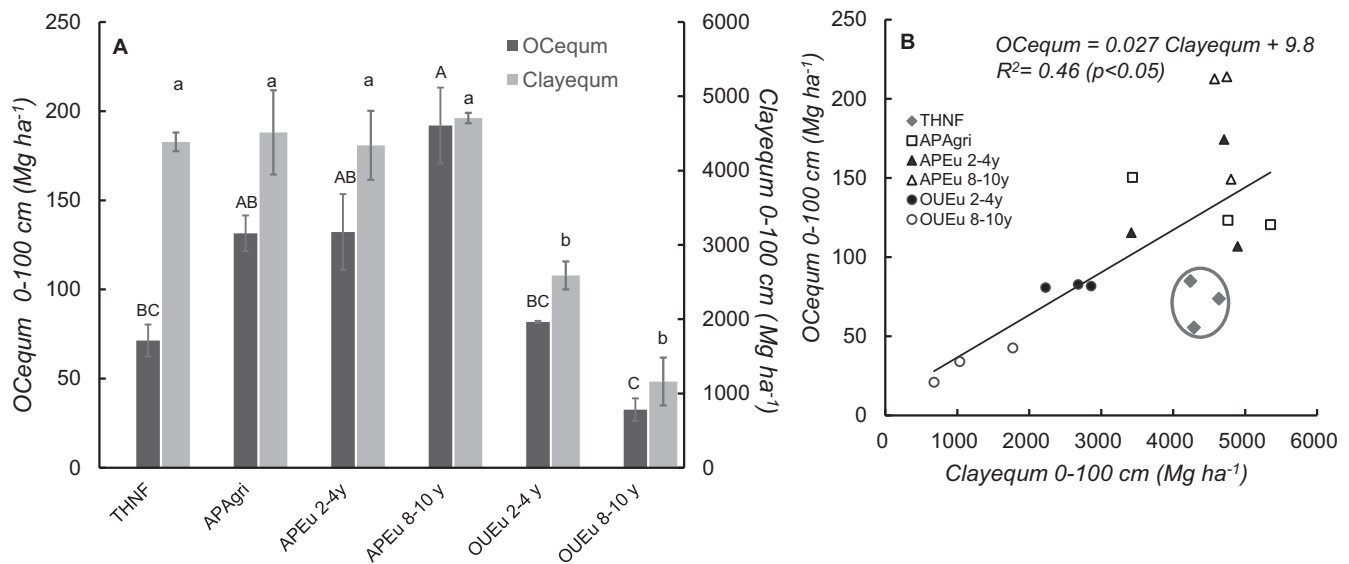 A
OCequm
Clayequm
OCequm 0-100 cm (Mg ha-1)
250
200
150
100
50
0
BC
a
AB
a
AB
a
A
a
BC
b
C
b
6000
5000
4000
3000
2000
1000
0
Clayequm 0-100 cm (Mg ha-1)
THNF
APAgri
APEu 2-4y
APEu 8-10 y
OUEu 2-4 y
OUEu 8-10 y
B
OCequm = 0.027 Clayequm + 9.8
R2= 0.46 (p<0.05)
THNF
APAgri
APEu 2-4y
APEu 8-10y
OUEu 2-4y
OUEu 8-10y
OCequm 0-100 cm (Mg ha-1)
250
200
150
100
50
0
0 1000 2000 3000 4000 5000 6000
Clayequm 0-100 cm (Mg ha-1)